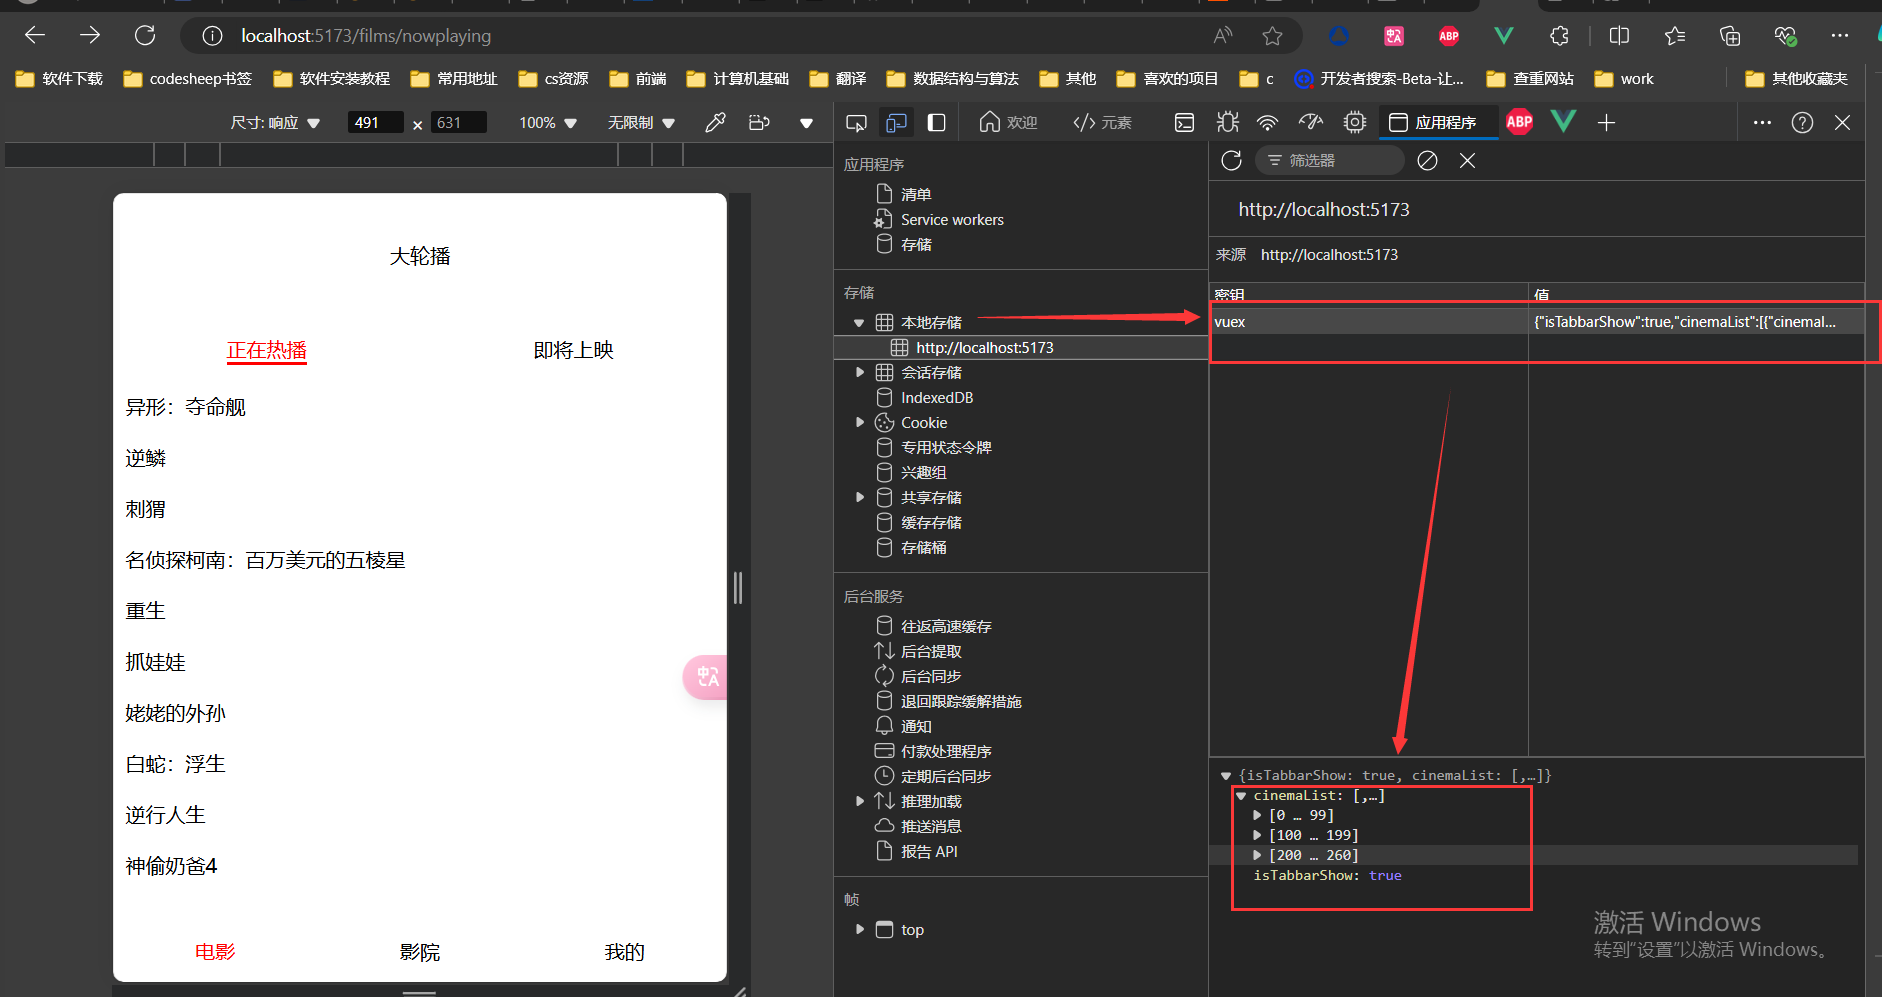 localhost:5173/films/nowplaying
软件下载 codesheep书签 软件安装教程 常用地址 cs资源 前端 计算机基础 翻译 数据结构与算法 其他 喜欢的项目 c 开发者搜索-Beta-让... 查重网站 work 其他收藏夹
尺寸: 响应 491 × 631 100% 无限制
欢迎 元素 应用程序 ABP
大轮播
正在热播 即将上映
异形：夺命舰
逆鳞
刺猬
名侦探柯南：百万美元的五棱星
重生
抓娃娃
姥姥的外孙
白蛇：浮生
逆行人生
神偷奶爸4
电影 影院 我的
应用程序
清单
Service workers
存储
存储
本地存储
http://localhost:5173
会话存储
IndexedDB
Cookie
专用状态令牌
兴趣组
共享存储
缓存存储
存储桶
后台服务
往返高速缓存
后台提取
后台同步
退回跟踪缓解措施
通知
付款处理程序
定期后台同步
推理加载
推送消息
报告 API
帧
top
筛选器
http://localhost:5173
来源 http://localhost:5173
密钥 值
vuex {"isTabbarShow":true,"cinemaList":[{"cinemal...
{isTabbarShow: true, cinemaList: [,…]}
cinemaList: [,…]
[0 … 99]
[100 … 199]
[200 … 260]
isTabbarShow: true
激活 Windows
转到"设置"以激活 Windows。